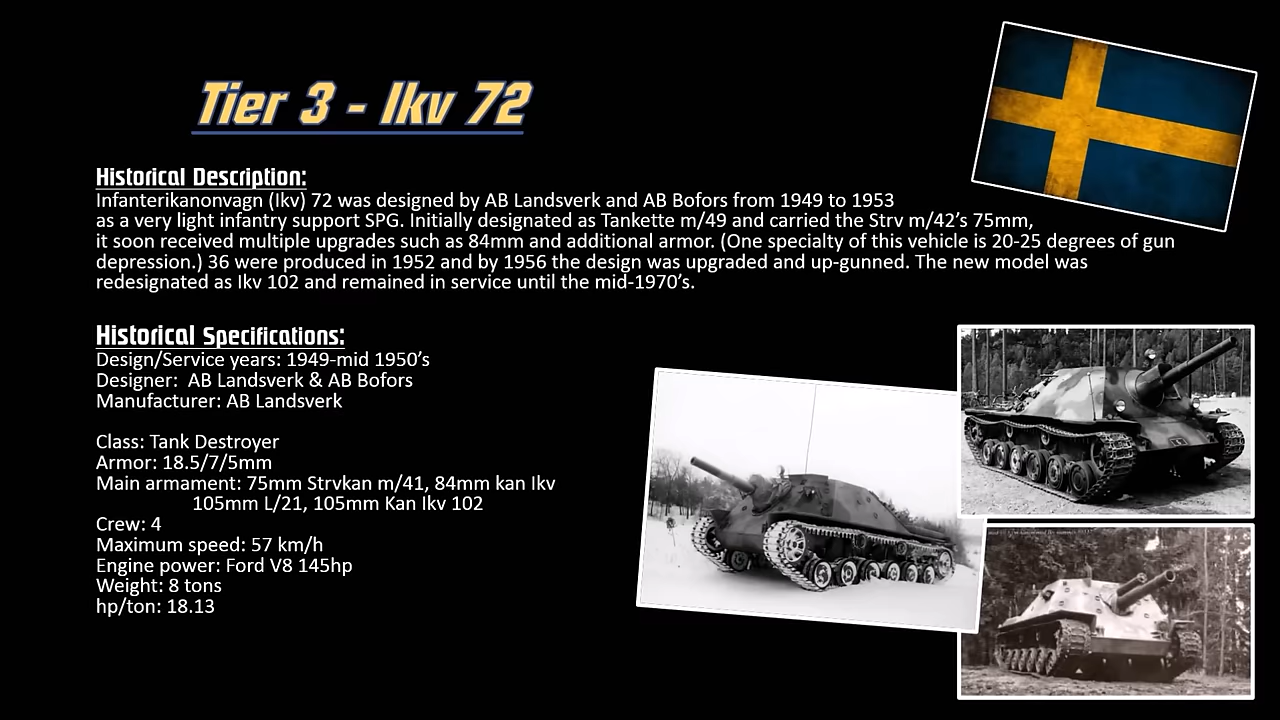 Tier 3 - Ikv 72
Historical Description:
Infanterikanonvagn (Ikv) 72 was designed by AB Landsverk and AB Bofors from 1949 to 1953
as a very light infantry support SPG. Initially designated as Tankette m/49 and carried the Strv m/42’s 75mm,
it soon received multiple upgrades such as 84mm and additional armor. (One specialty of this vehicle is 20-25 degrees of gun
depression.) 36 were produced in 1952 and by 1956 the design was upgraded and up-gunned. The new model was
redesignated as Ikv 102 and remained in service until the mid-1970’s.
Historical Specifications:
Design/Service years: 1949-mid 1950’s
Designer: AB Landsverk & AB Bofors
Manufacturer: AB Landsverk
Class: Tank Destroyer
Armor: 18.5/7/5mm
Main armament: 75mm Strvkan m/41, 84mm kan Ikv
105mm L/21, 105mm Kan Ikv 102
Crew: 4
Maximum speed: 57 km/h
Engine power: Ford V8 145hp
Weight: 8 tons
hp/ton: 18.13